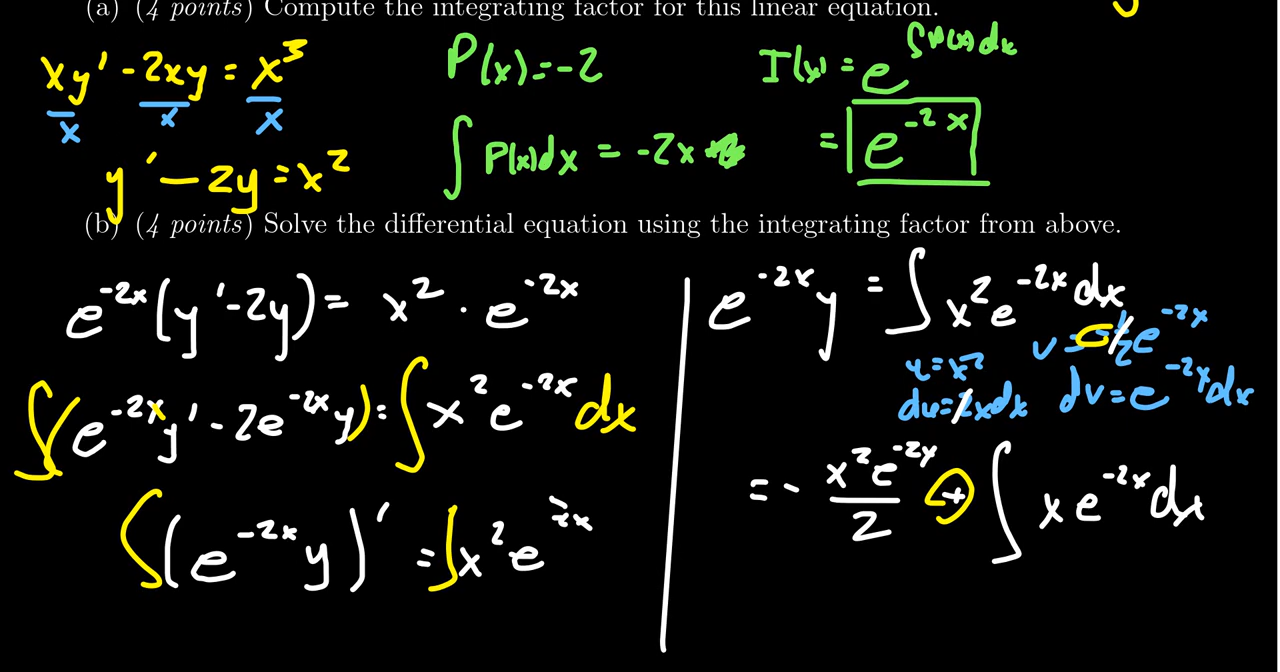 (a) (4 points) Compute the integrating factor for this linear equation.
xy' - 2xy = x³
x x x
y' - 2y = x²
P(x) = -2
∫ P(x)dx = -2x
I(x) = e^{∫P(x)dx}
= e^{-2x}
(b) (4 points) Solve the differential equation using the integrating factor from above.
e^{-2x}(y' - 2y) = x² · e^{-2x}
∫(e^{-2x}y' - 2e^{-2x}y) = ∫x²e^{-2x}dx
∫(e^{-2x}y)' = ∫x²e^{-2x}
e^{-2x}y = ∫x²e^{-2x}dx
u = x² v = -½e^{-2x}
du = 2xdx dv = e^{-2x}dx
= - x²e^{-2x}/2 + ∫xe^{-2x}dx